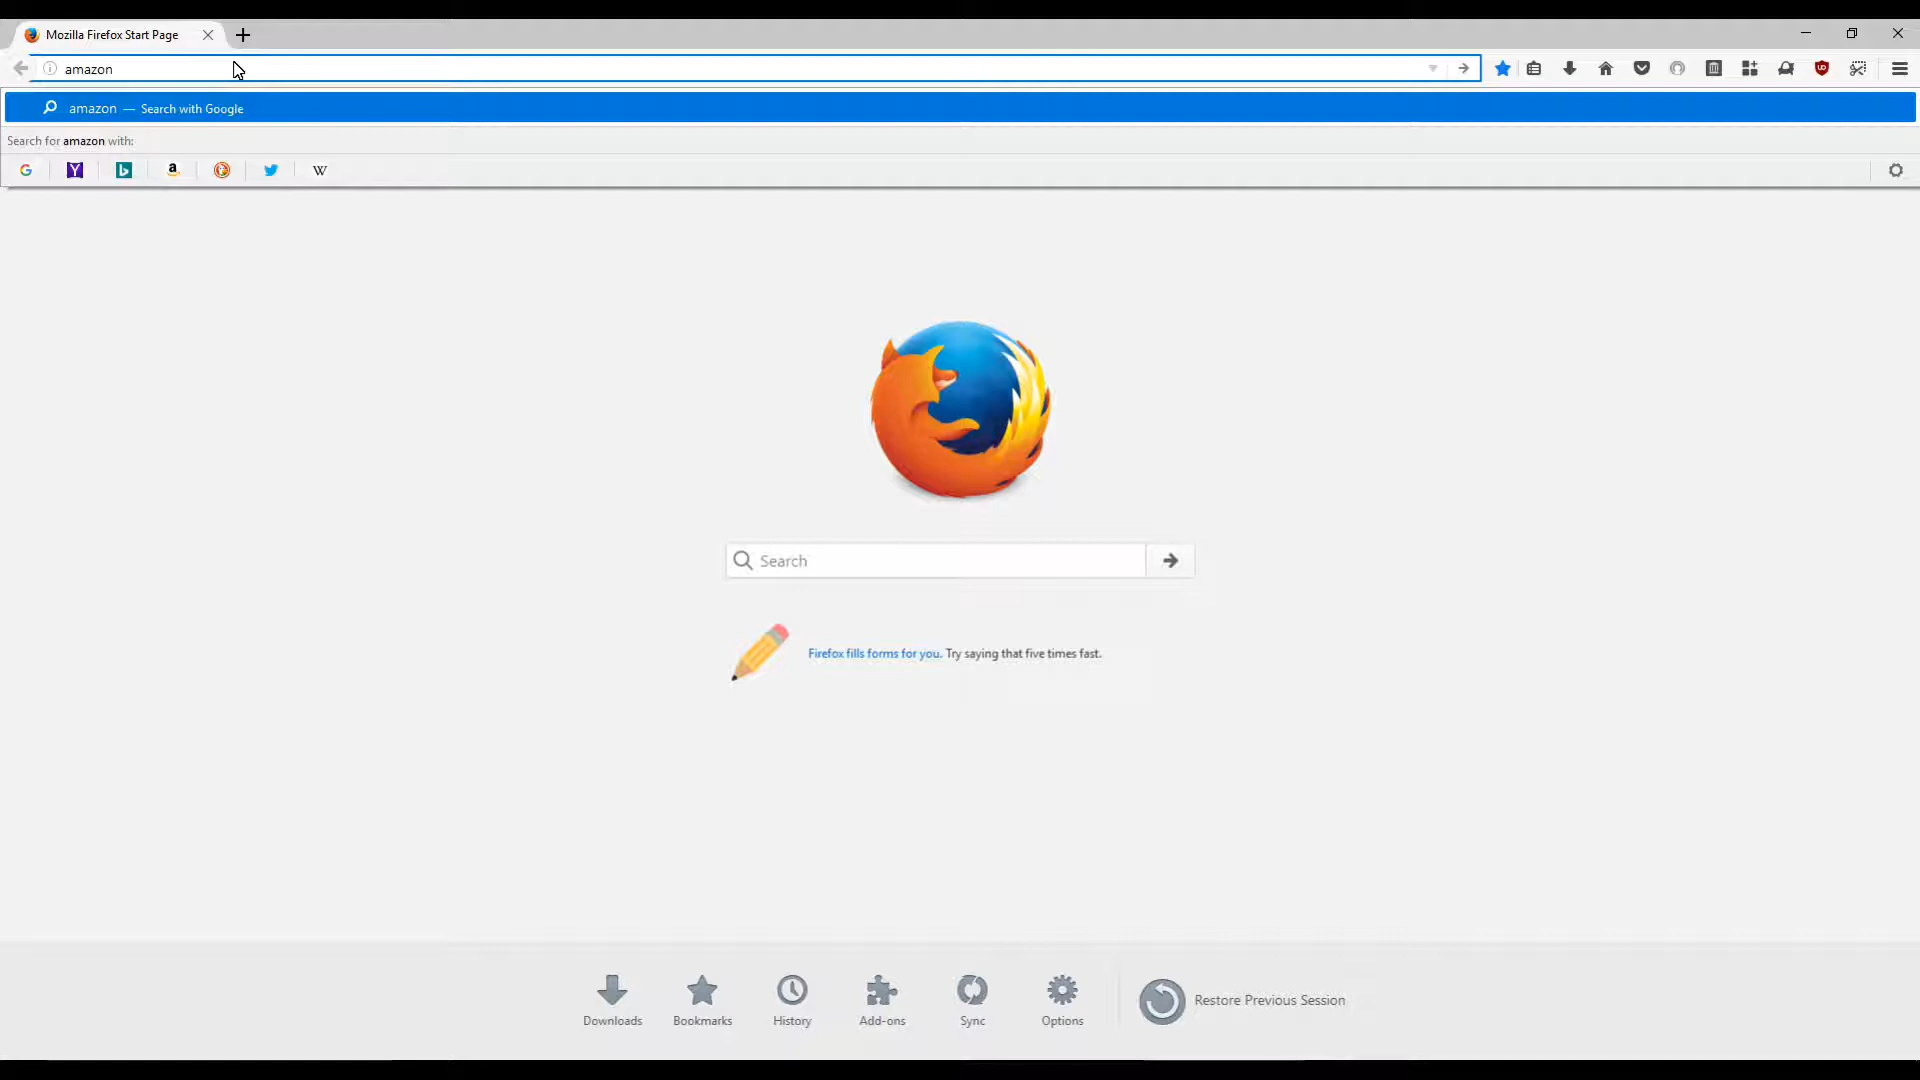 Mozilla Firefox Start Page
amazon
amazon — Search with Google
Search for amazon with:
Search
Firefox fills forms for you. Try saying that five times fast.
Downloads
Bookmarks
History
Add-ons
Sync
Options
Restore Previous Session